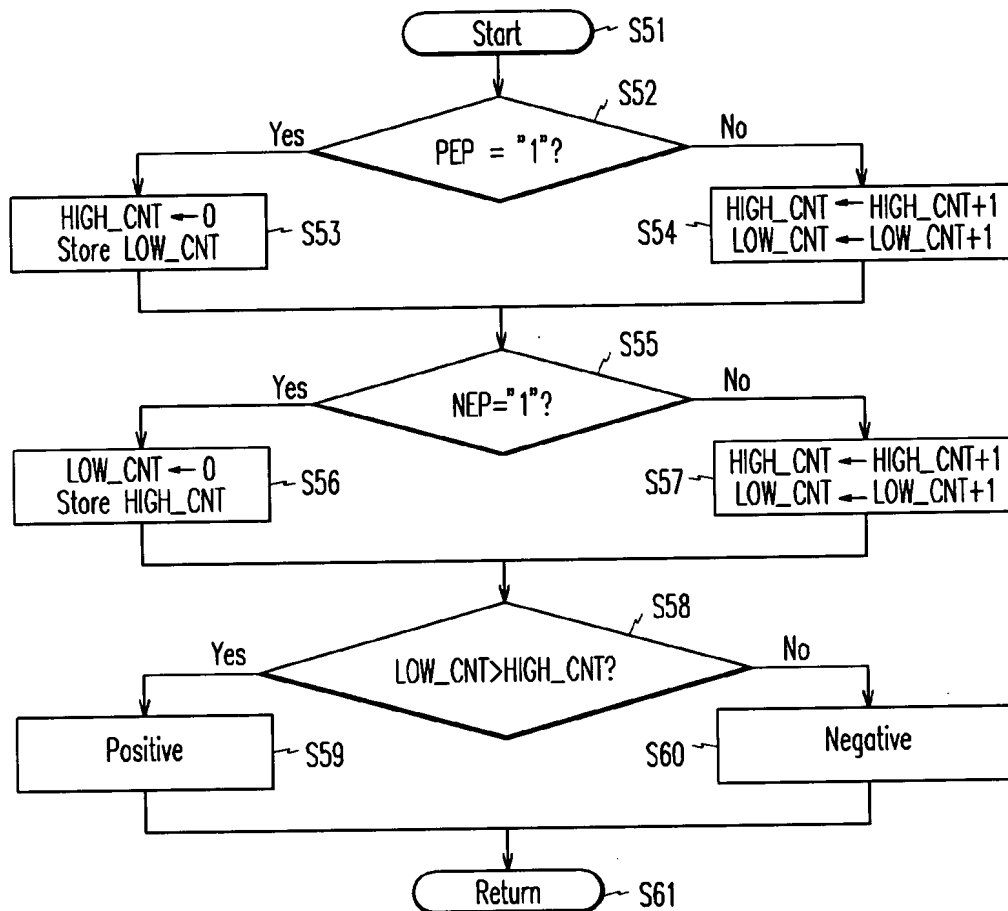 Start
S51
S52
Yes
PEP = "1"?
No
HIGH_CNT ← 0
Store LOW_CNT
S53
S54
HIGH_CNT ← HIGH_CNT+1
LOW_CNT ← LOW_CNT+1
S55
Yes
NEP="1"?
No
LOW_CNT ← 0
Store HIGH_CNT
S56
S57
HIGH_CNT ← HIGH_CNT+1
LOW_CNT ← LOW_CNT+1
S58
Yes
LOW_CNT>HIGH_CNT?
No
Positive
S59
S60
Negative
Return
S61